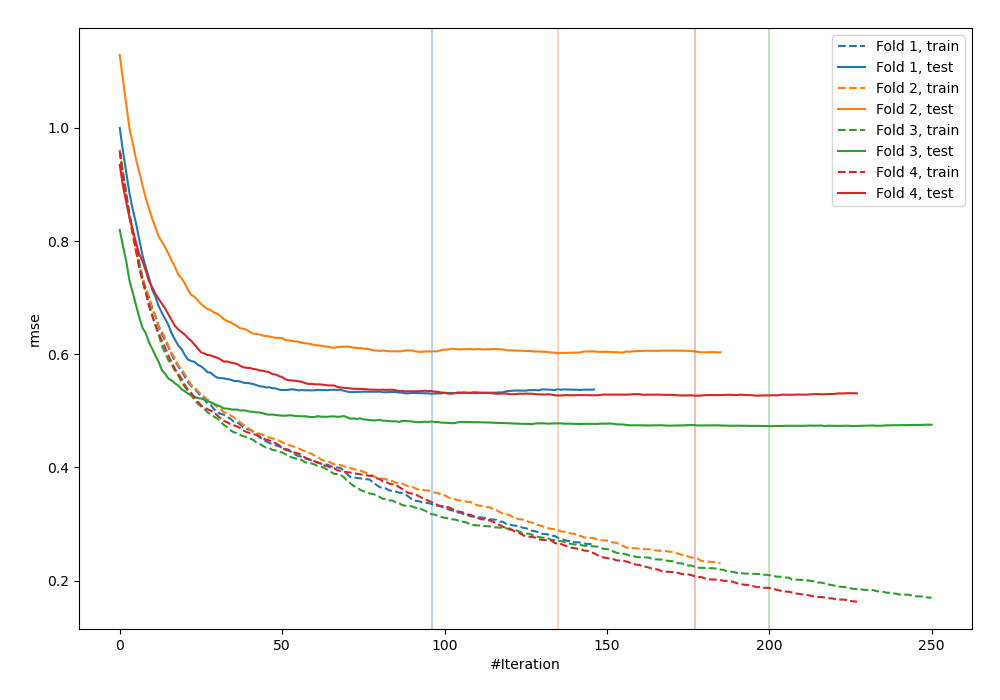 Fold 1, train
Fold 1, test
Fold 2, train
Fold 2, test
Fold 3, train
Fold 3, test
Fold 4, train
Fold 4, test
1.0
0.8
0.6
0.4
0.2
rmse
0 50 100 150 200 250
#Iteration